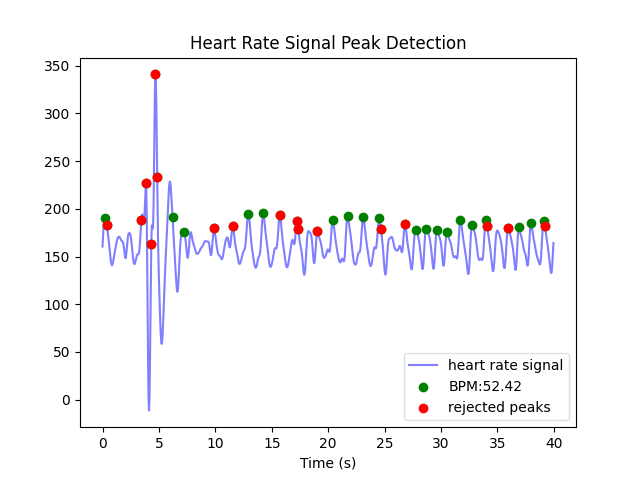 Heart Rate Signal Peak Detection
350
300
250
200
150
100
50
0
heart rate signal
BPM:52.42
rejected peaks
0 5 10 15 20 25 30 35 40
Time (s)